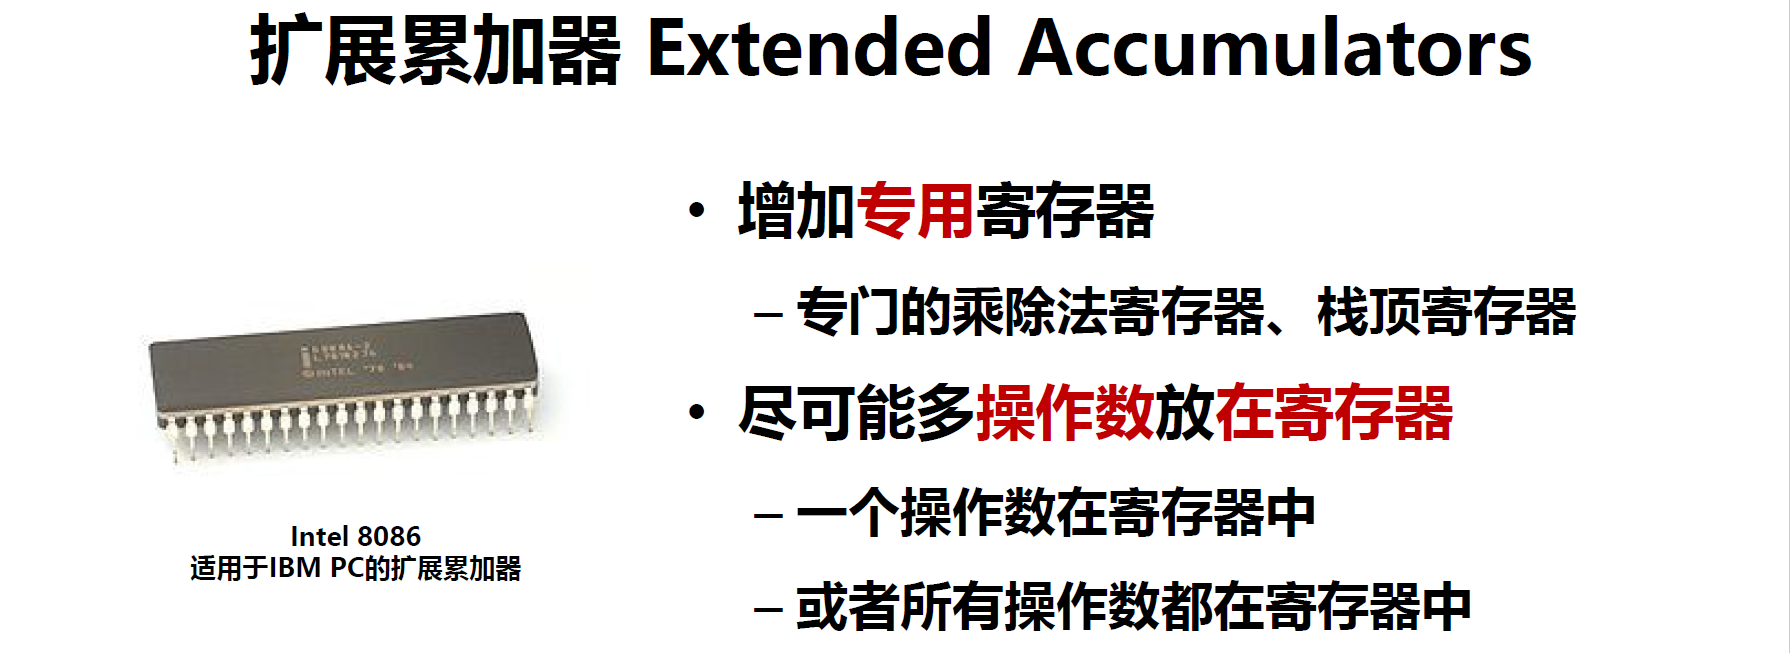 扩展累加器 Extended Accumulators
• 增加专用寄存器
– 专门的乘除法寄存器、栈顶寄存器
• 尽可能多操作数放在寄存器
– 一个操作数在寄存器中
– 或者所有操作数都在寄存器中
Intel 8086
适用于IBM PC的扩展累加器